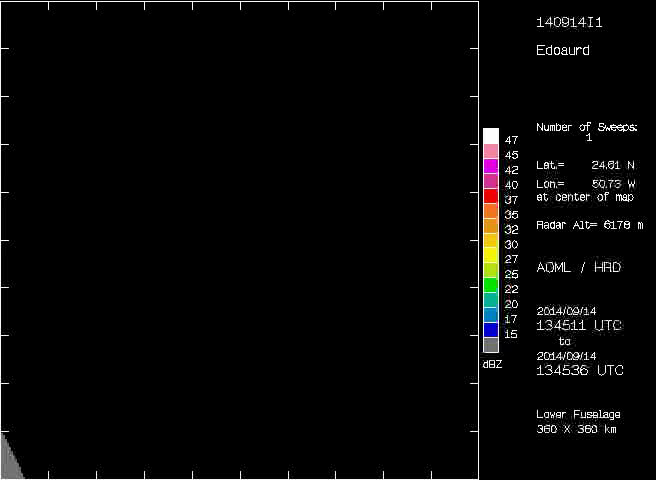 140914I1
Edoaurd
Number of Sweeps:
1
Lat.= 24.61 N
Lon.= 50.73 W
at center of map
Radar Alt= 6178 m
AOML / HRD
2014/09/14
134511 UTC
to
2014/09/14
134536 UTC
Lower Fuselage
360 X 360 km
47
45
42
40
37
35
32
30
27
25
22
20
17
15
dBZ